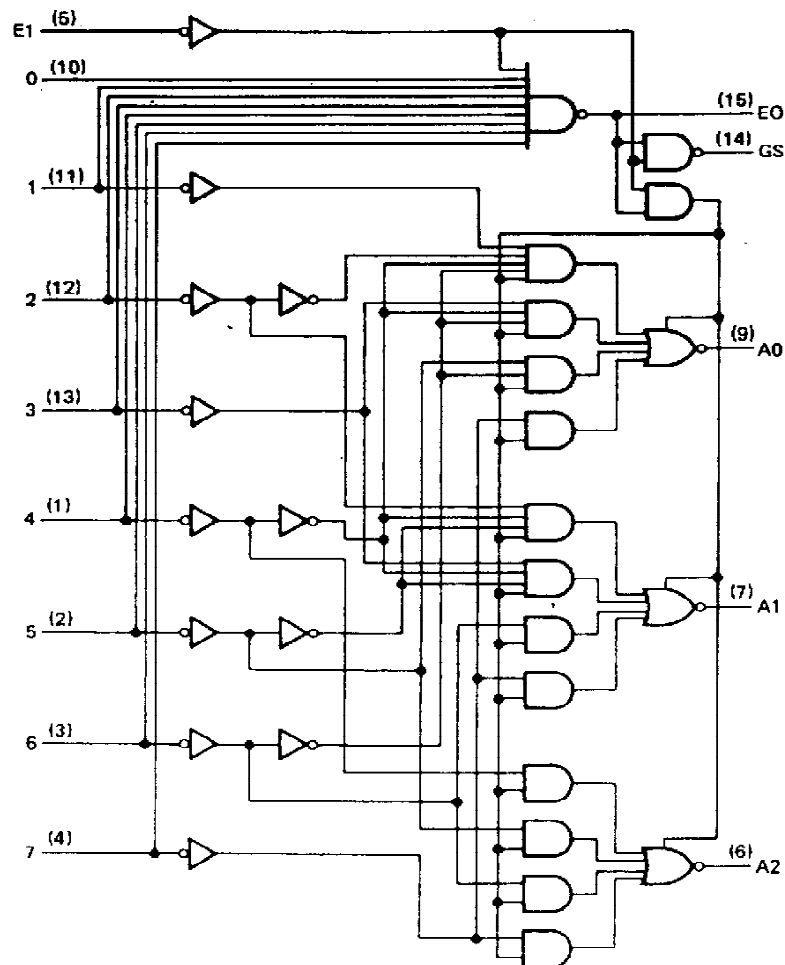 E1 (5)
0 (10)
(15) EO
(14) GS
1 (11)
2 (12)
(9) A0
3 (13)
4 (1)
(7) A1
5 (2)
6 (3)
7 (4)
(6) A2